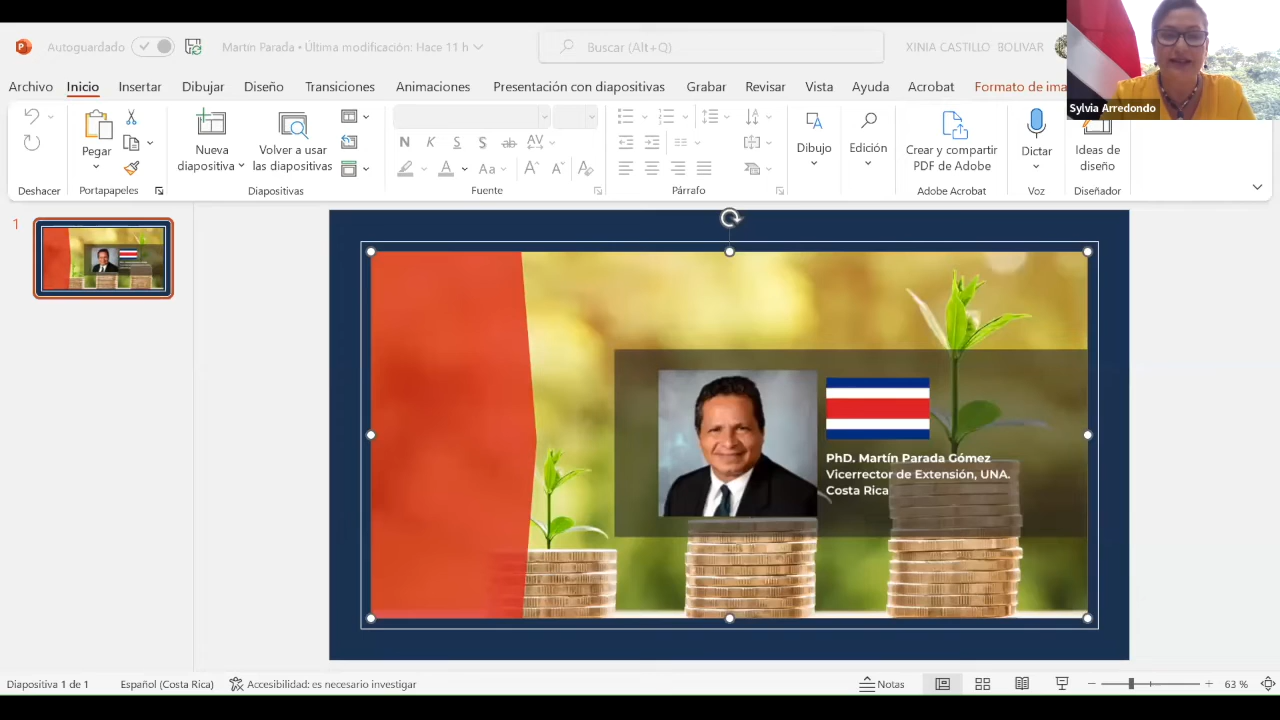 Autoguardado
Martín Parada • Última modificación: Hace 11 h
Buscar (Alt+Q)
XINIA CASTILLO BOLIVAR
Archivo
Inicio
Insertar
Dibujar
Diseño
Transiciones
Animaciones
Presentación con diapositivas
Grabar
Revisar
Vista
Ayuda
Acrobat
Formato de ima
Sylvia Arredondo
Pegar
Nueva
diapositiva
Volver a usar
las diapositivas
N K S S ab AV
Aa A A
Dibujo
Edición
Crear y compartir
PDF de Adobe
Dictar
Ideas de
diseño
Deshacer
Portapapeles
Diapositivas
Fuente
Párrafo
Adobe Acrobat
Voz
Diseñador
1
PhD. Martín Parada Gómez
Vicerrector de Extensión, UNA.
Costa Rica
Diapositiva 1 de 1
Español (Costa Rica)
Accesibilidad: es necesario investigar
Notas
63 %